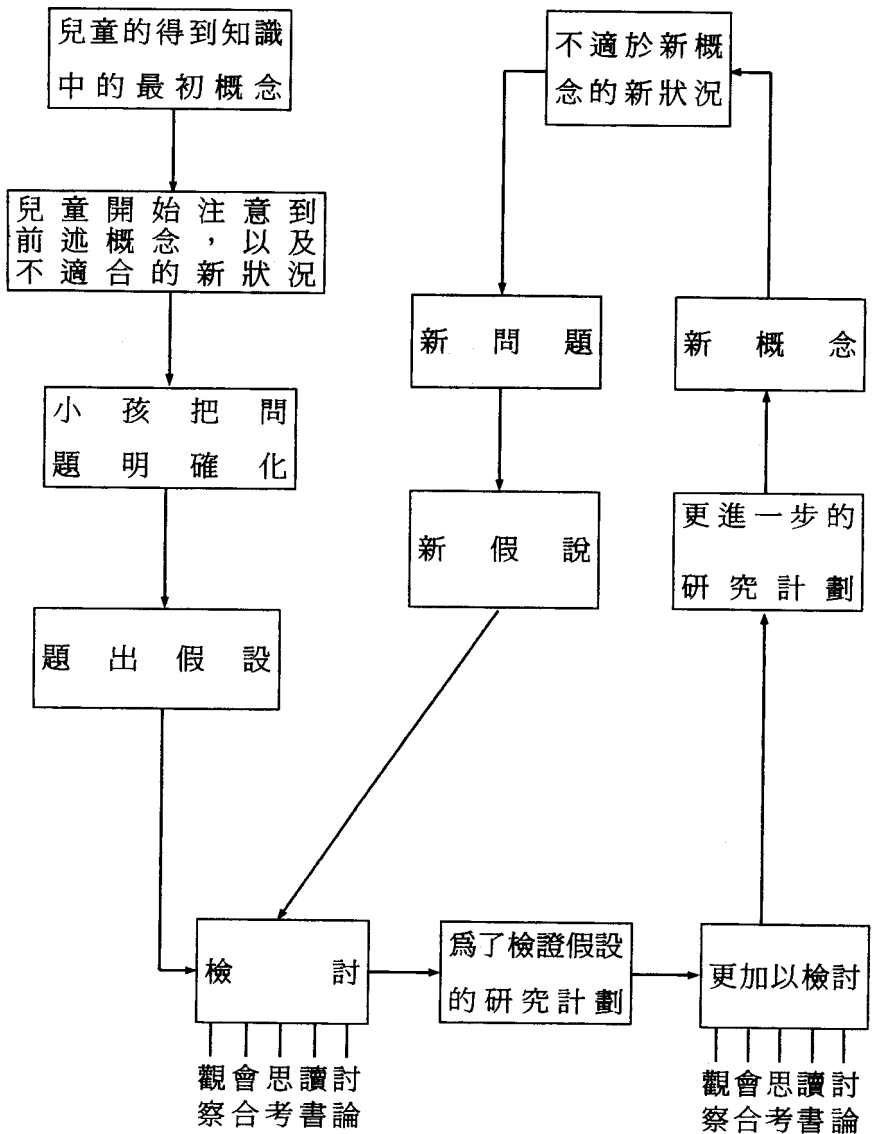 兒童的得到知識
中的最初概念
兒童開始注意到
前述概念，以及
不適合的新狀況
小孩把問
題明確化
題出假設
不適於新概
念的新狀況
新問題
新概念
新假說
更進一步的
研究計劃
檢討
為了檢證假設
的研究計劃
更加以檢討
觀察
會合
思考
讀書
討論
觀察
會合
思考
讀書
討論